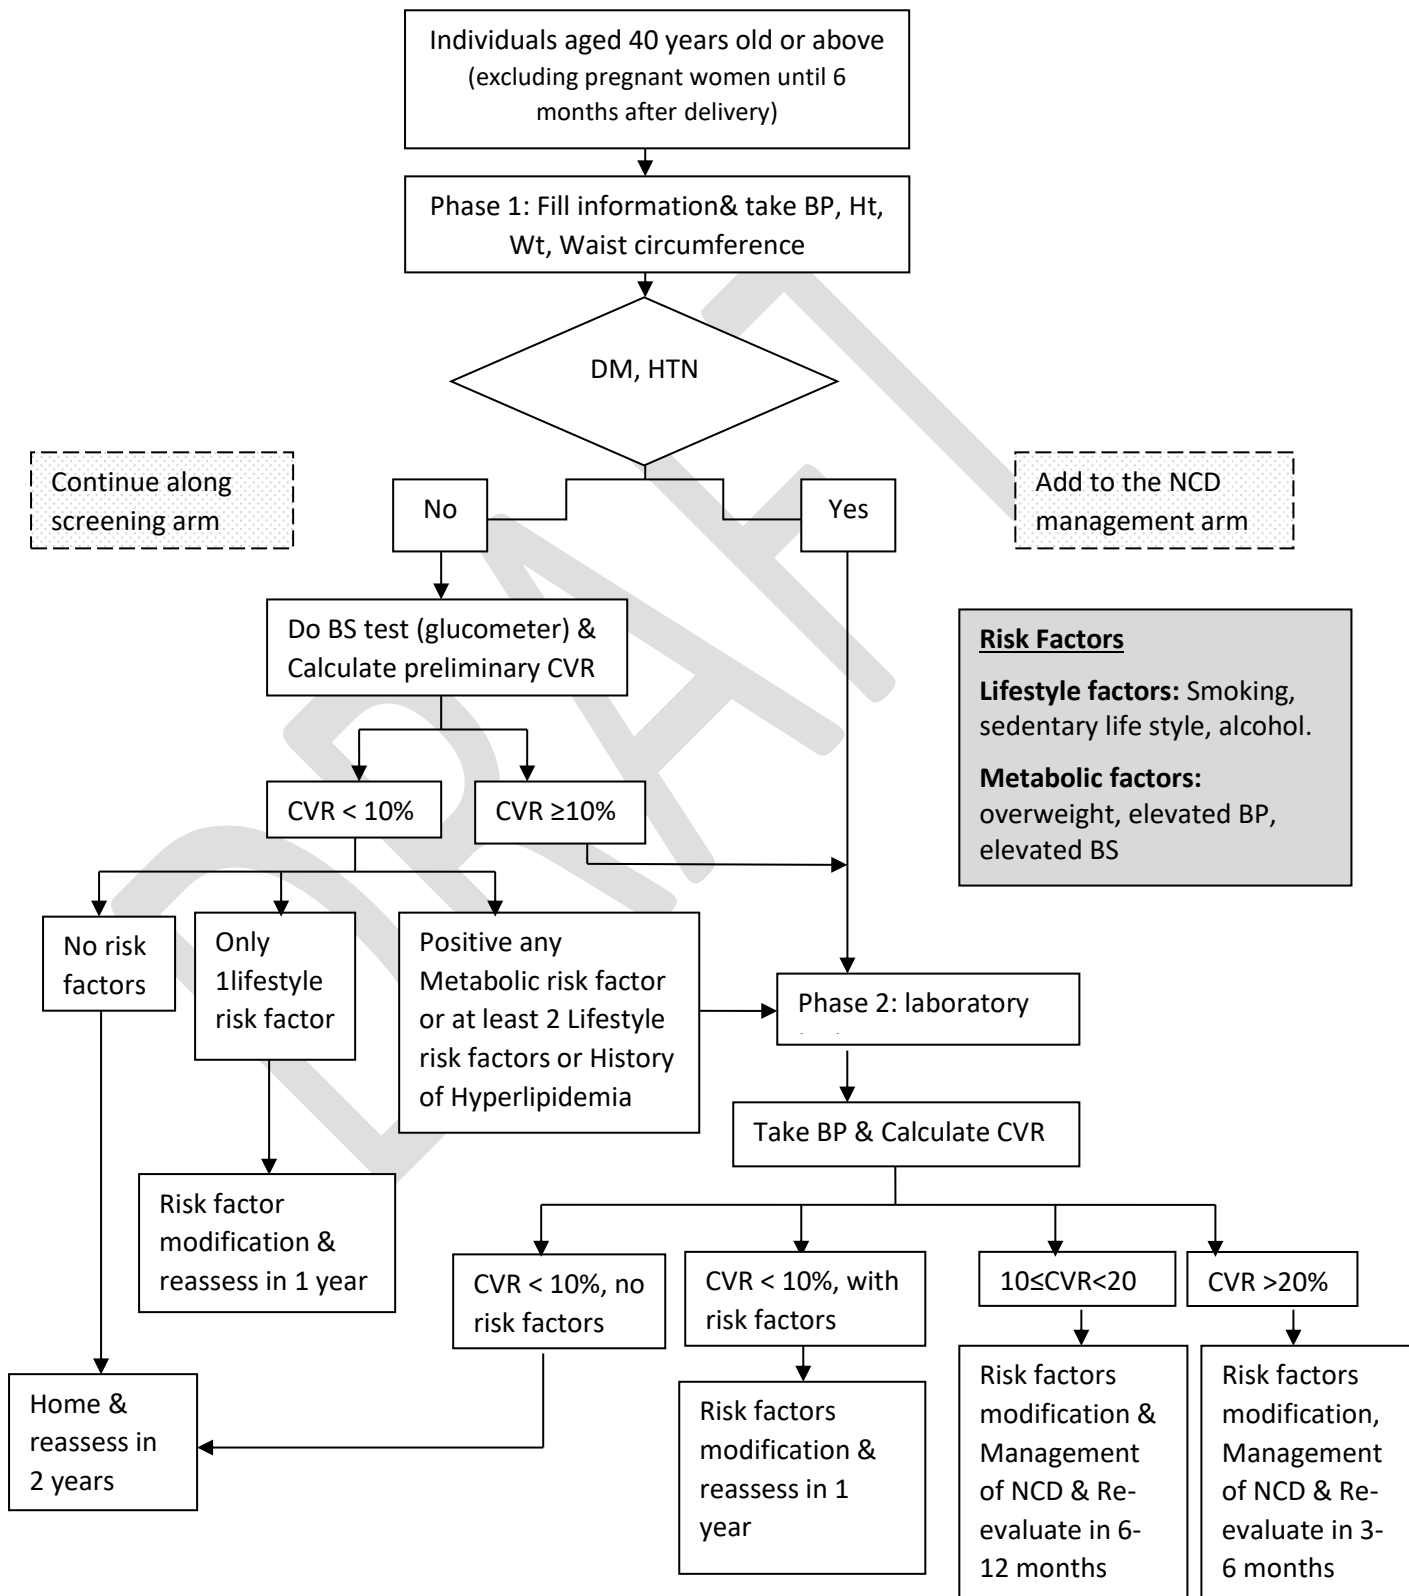 Individuals aged 40 years old or above
(excluding pregnant women until 6
months after delivery)
Phase 1: Fill information& take BP, Ht,
Wt, Waist circumference
DM, HTN
Continue along
screening arm
No
Yes
Add to the NCD
management arm
Do BS test (glucometer) &
Calculate preliminary CVR
Risk Factors
Lifestyle factors: Smoking,
sedentary life style, alcohol.
Metabolic factors:
overweight, elevated BP,
elevated BS
CVR < 10%
CVR ≥10%
No risk
factors
Only
1lifestyle
risk factor
Positive any
Metabolic risk factor
or at least 2 Lifestyle
risk factors or History
of Hyperlipidemia
Phase 2: laboratory
Take BP & Calculate CVR
Risk factor
modification &
reassess in 1 year
CVR < 10%, no
risk factors
CVR < 10%, with
risk factors
10≤CVR<20
CVR >20%
Home &
reassess in
2 years
Risk factors
modification &
reassess in 1
year
Risk factors
modification &
Management
of NCD & Re-
evaluate in 6-
12 months
Risk factors
modification,
Management
of NCD & Re-
evaluate in 3-
6 months
DRAFT